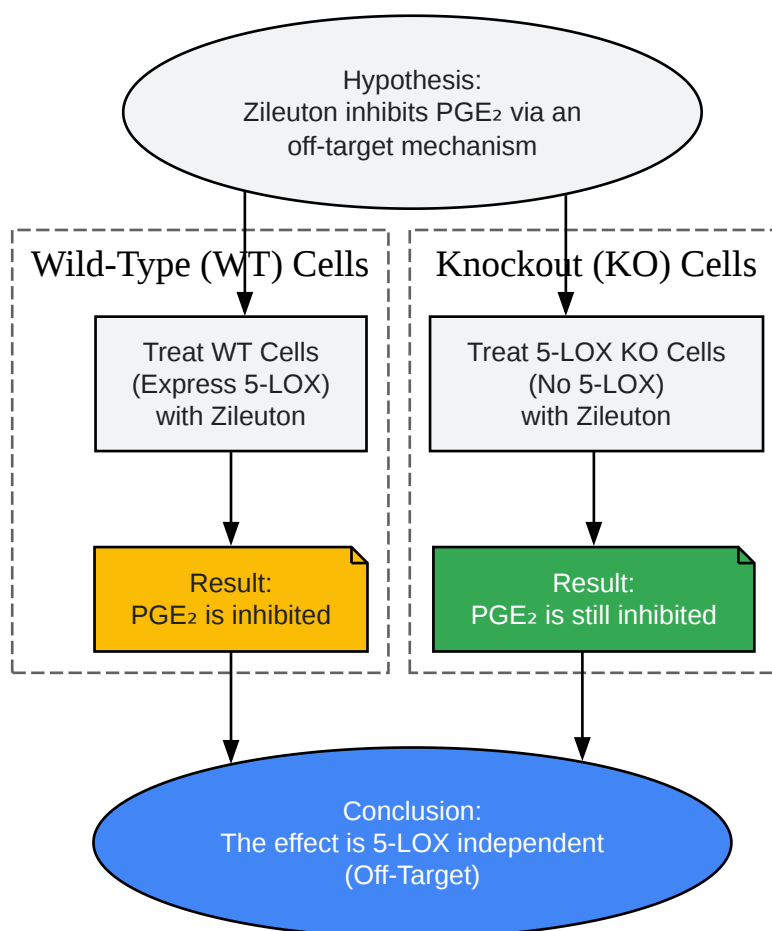 Hypothesis:
Zileuton inhibits PGE₂ via an
off-target mechanism
Wild-Type (WT) Cells
Treat WT Cells
(Express 5-LOX)
with Zileuton
Result:
PGE₂ is inhibited
Knockout (KO) Cells
Treat 5-LOX KO Cells
(No 5-LOX)
with Zileuton
Result:
PGE₂ is still inhibited
Conclusion:
The effect is 5-LOX independent
(Off-Target)